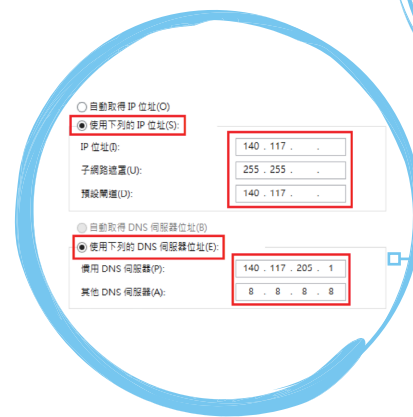 自動取得 IP 位址(O)
使用下列的 IP 位址(S):
IP 位址(I): 140 . 117 . .
子網路遮罩(U): 255 . 255 . .
預設閘道(D): 140 . 117 . .
自動取得 DNS 伺服器位址(B)
使用下列的 DNS 伺服器位址(E):
慣用 DNS 伺服器(P): 140 . 117 . 205 . 1
其他 DNS 伺服器(A): 8 . 8 . 8 . 8